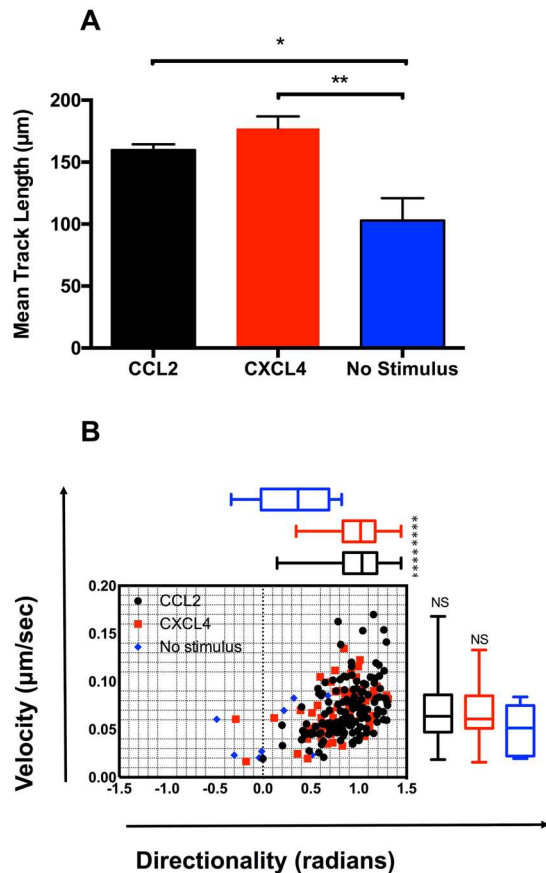 A
*
**
200
150
100
50
0
Mean Track Length (μm)
CCL2 CXCL4 No Stimulus
B
********
0.20
0.15
0.10
0.05
0.00
Velocity (μm/sec)
CCL2
CXCL4
No stimulus
NS
NS
-1.5 -1.0 -0.5 0.0 0.5 1.0 1.5
Directionality (radians)